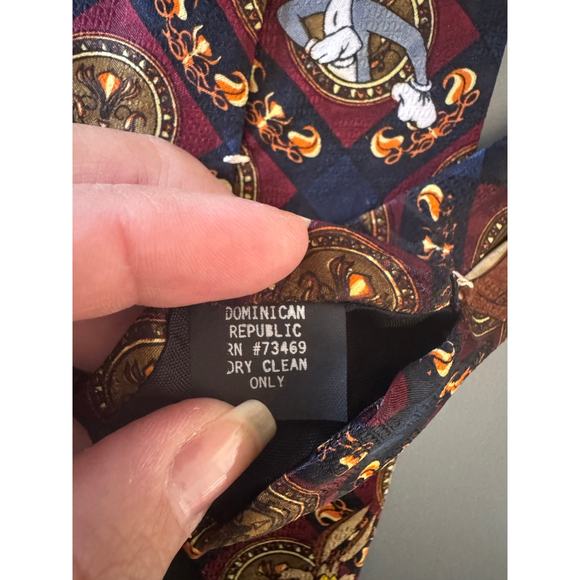 DOMINICAN
REPUBLIC
RN #73469
DRY CLEAN
ONLY